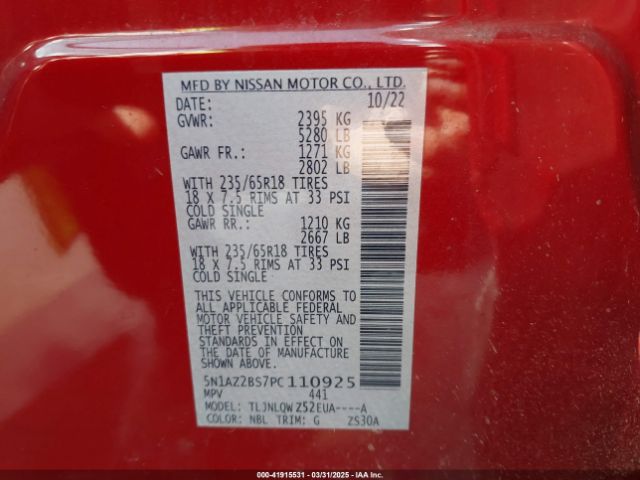 MFD BY NISSAN MOTOR CO., LTD.
DATE: 10/22
GVWR: 2395 KG
5280 LB
GAWR FR.: 1271 KG
2802 LB
WITH 235/65R18 TIRES
18 X 7.5 RIMS AT 33 PSI
COLD SINGLE
GAWR RR.: 1210 KG
2667 LB
WITH 235/65R18 TIRES
18 X 7.5 RIMS AT 33 PSI
COLD SINGLE
THIS VEHICLE CONFORMS TO
ALL APPLICABLE FEDERAL
MOTOR VEHICLE SAFETY AND
THEFT PREVENTION
STANDARDS IN EFFECT ON
THE DATE OF MANUFACTURE
SHOWN ABOVE.
5N1AZ2BS7PC110925
MPV 441
MODEL: TLJNLQW Z52EUA----A
COLOR: NBL TRIM: G ZS30A
000-41915531 - 03/31/2025 - IAA Inc.